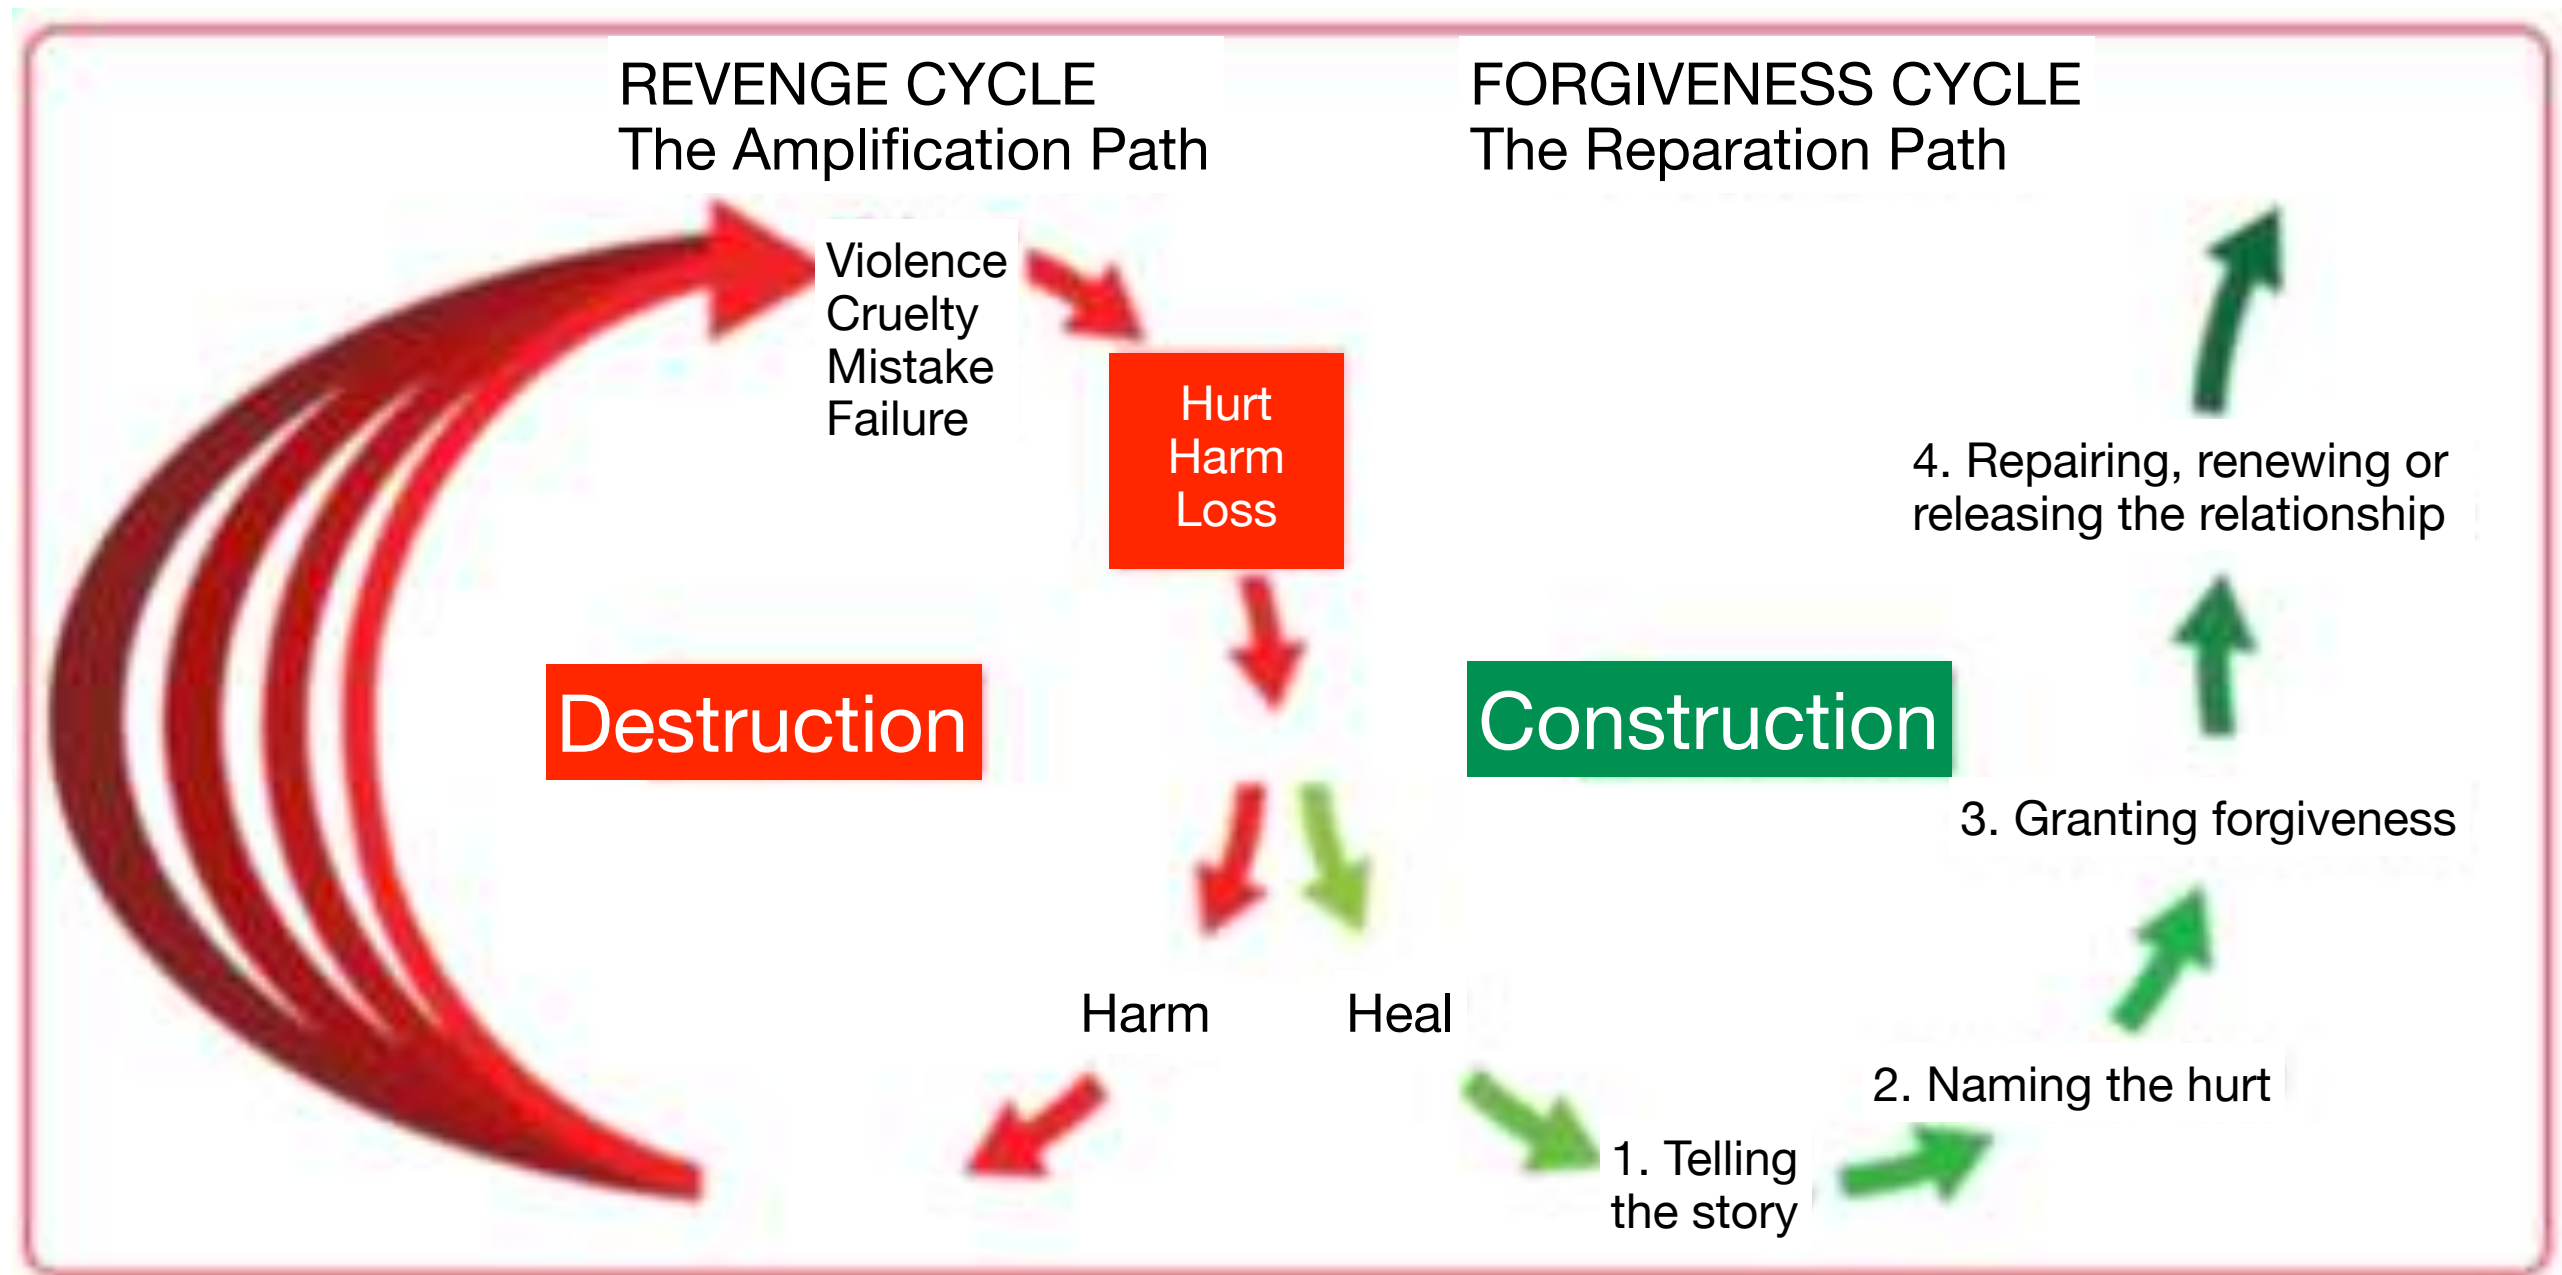 REVENGE CYCLE
The Amplification Path
FORGIVENESS CYCLE
The Reparation Path
Violence
Cruelty
Mistake
Failure
Hurt
Harm
Loss
Destruction
Harm
Heal
Construction
1. Telling
the story
2. Naming the hurt
3. Granting forgiveness
4. Repairing, renewing or
releasing the relationship